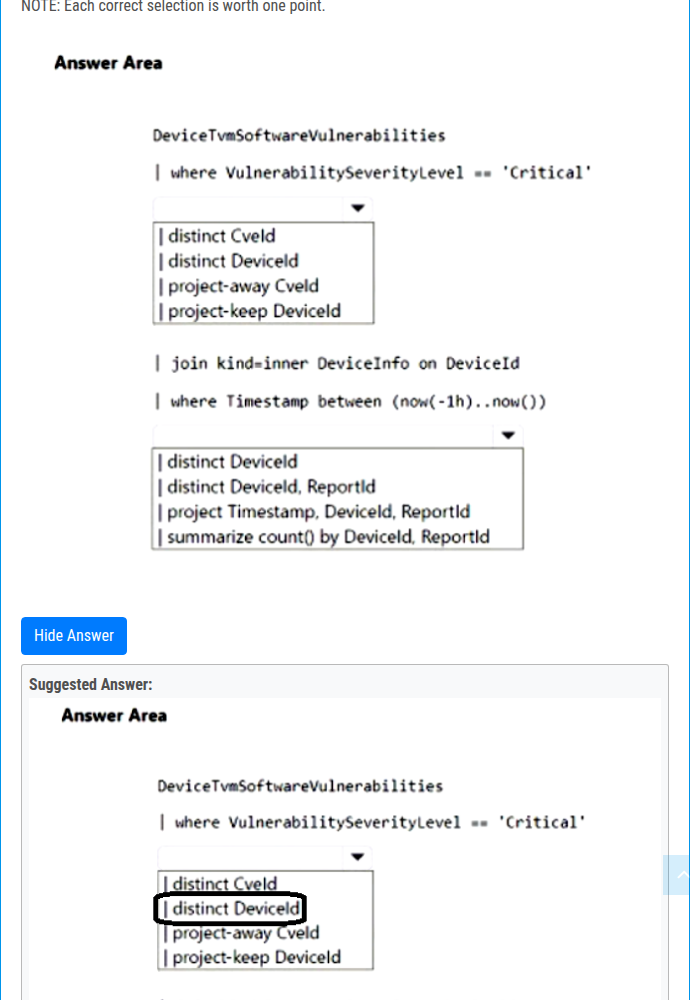 NOTE: Each correct selection is worth one point.
Answer Area
DeviceTvmSoftwareVulnerabilities
| where VulnerabilitySeverityLevel == 'Critical'
| distinct CveId
| distinct DeviceId
| project-away CveId
| project-keep DeviceId
| join kind=inner DeviceInfo on DeviceId
| where Timestamp between (now(-1h)..now())
| distinct DeviceId
| distinct DeviceId, ReportId
| project Timestamp, DeviceId, ReportId
| summarize count() by DeviceId, ReportId
Hide Answer
Suggested Answer:
Answer Area
DeviceTvmSoftwareVulnerabilities
| where VulnerabilitySeverityLevel == 'Critical'
| distinct CveId
| distinct DeviceId
| project-away CveId
| project-keep DeviceId